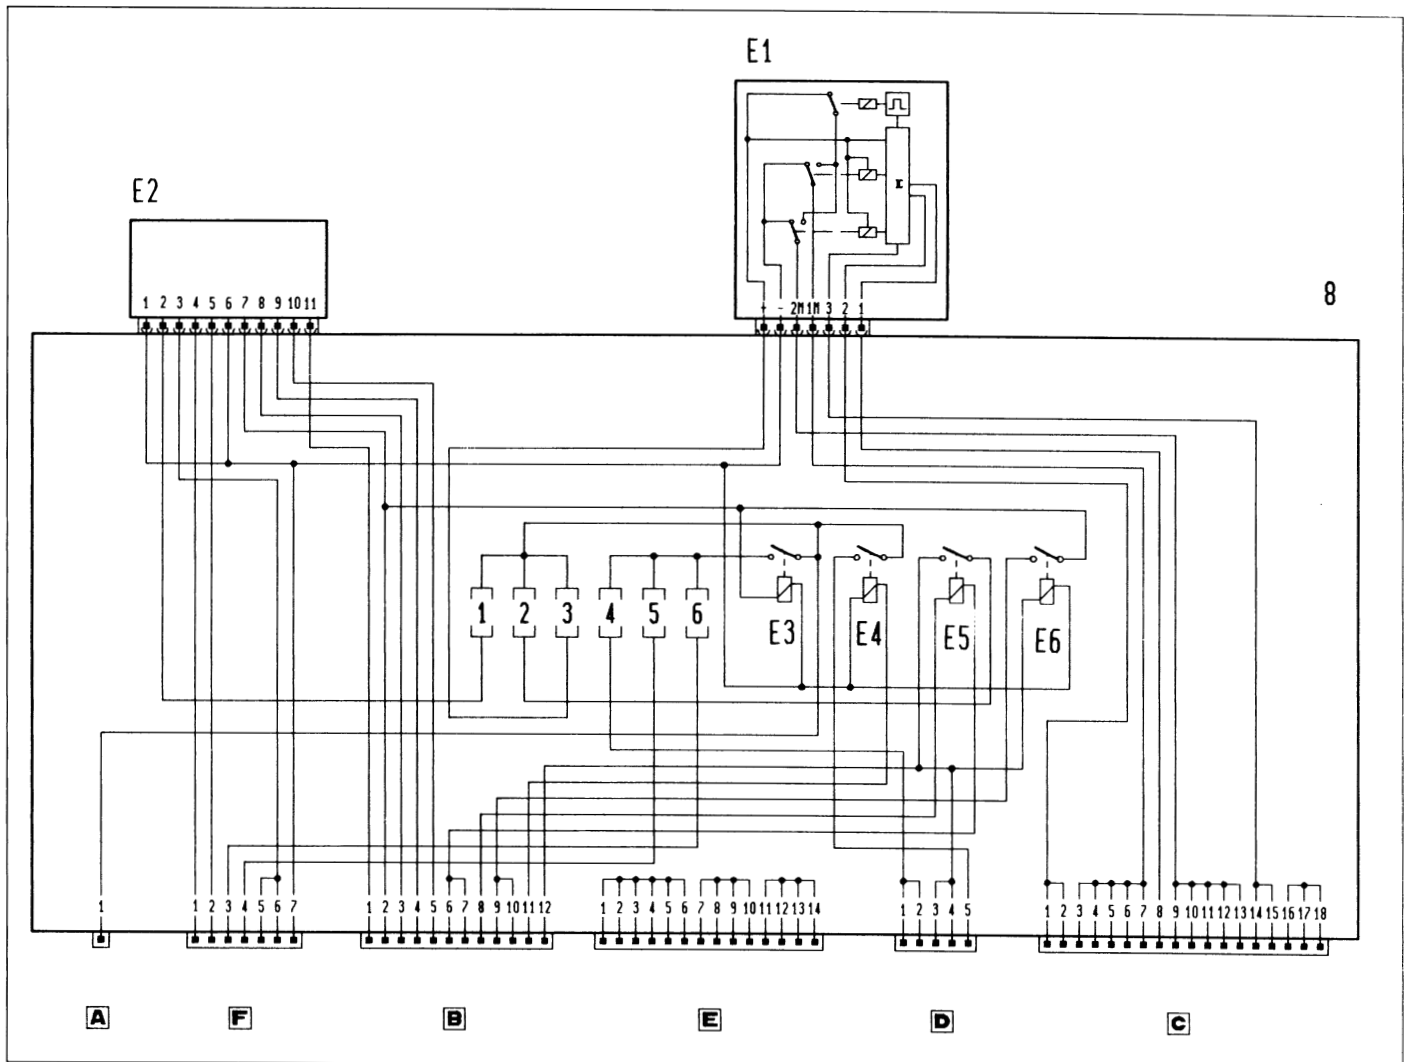 E1
E2
8
1 2 3 4 5 6 7 8 9 10 11
+ - 2M 1M 3 2 1
1 2 3 4 5 6
E3 E4 E5 E6
1
1 2 3 4 5 6 7
1 2 3 4 5 6 7 8 9 10 11 12
1 2 3 4 5 6 7 8 9 10 11 12 13 14
1 2 3 4 5
1 2 3 4 5 6 7 8 9 10 11 12 13 14 15 16 17 18
A F B E D C